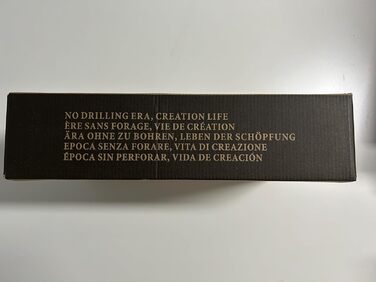 NO DRILLING ERA, CREATION LIFE
ÈRE SANS FORAGE, VIE DE CRÉATION
ÄRA OHNE ZU BOHREN, LEBEN DER SCHÖPFUNG
EPOCA SENZA FORARE, VITA DI CREAZIONE
ÉPOCA SIN PERFORAR, VIDA DE CREACIÓN